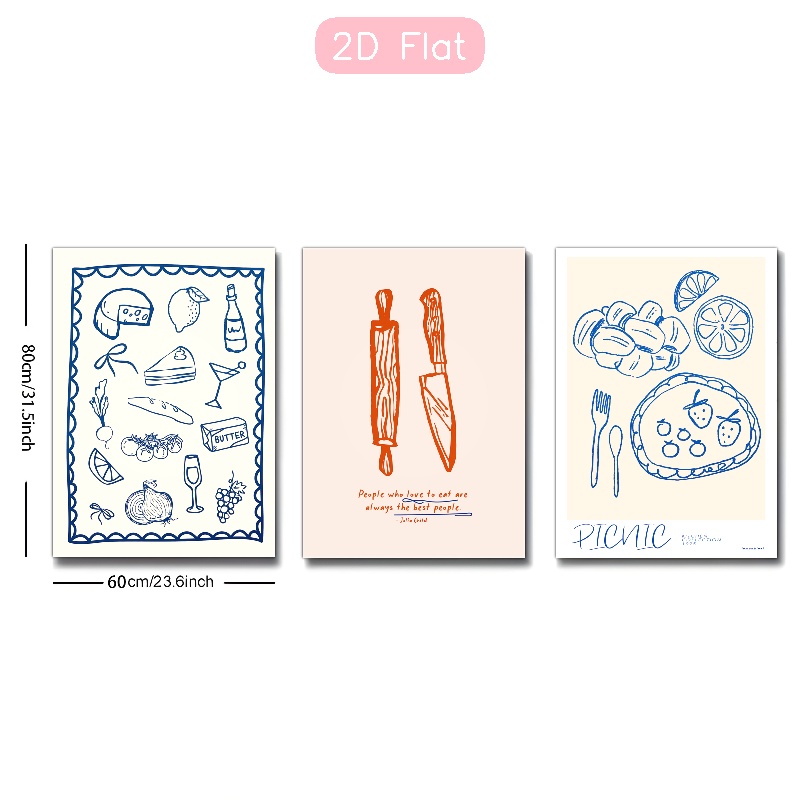 2D Flat
80cm/31.5inch
60cm/23.6inch
BUTTER
People who love to eat are
always the best people.
- Julia Child
PICNIC